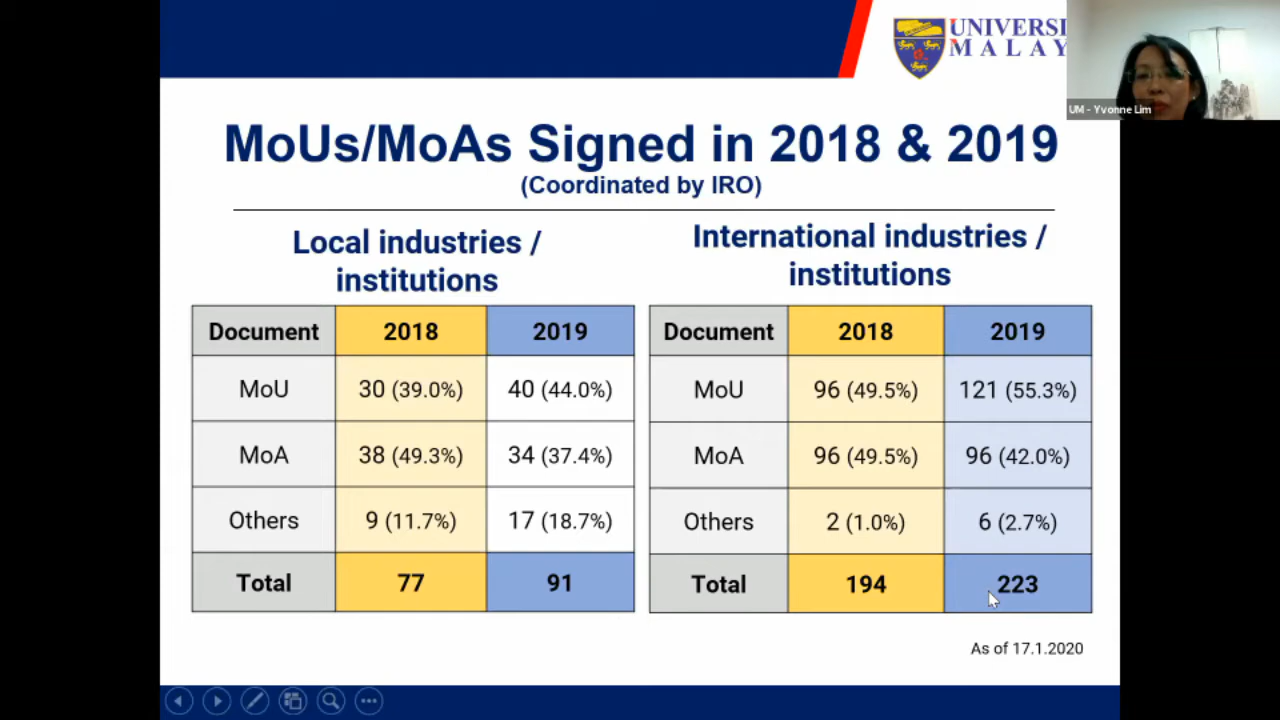 UNIVERSI
MALAY
UM - Yvonne Lim
MoUs/MoAs Signed in 2018 & 2019
(Coordinated by IRO)
Local industries /
institutions
Document 2018 2019
MoU 30 (39.0%) 40 (44.0%)
MoA 38 (49.3%) 34 (37.4%)
Others 9 (11.7%) 17 (18.7%)
Total 77 91
International industries /
institutions
Document 2018 2019
MoU 96 (49.5%) 121 (55.3%)
MoA 96 (49.5%) 96 (42.0%)
Others 2 (1.0%) 6 (2.7%)
Total 194 223
As of 17.1.2020